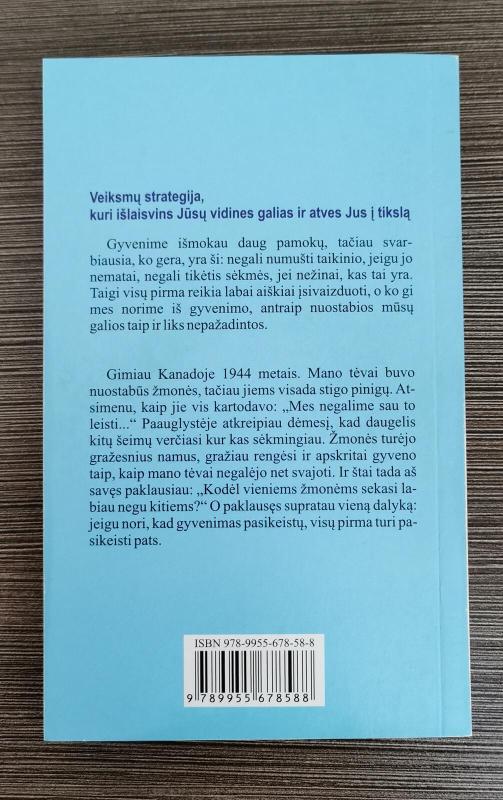 Veiksmų strategija,
kuri išlaisvins Jūsų vidines galias ir atves Jus į tikslą
Gyvenime išmokau daug pamokų, tačiau svar-
biausia, ko gera, yra ši: negali numušti taikinio, jeigu jo
nematai, negali tikėtis sėkmės, jei nežinai, kas tai yra.
Taigi visų pirma reikia labai aiškiai įsivaizduoti, o ko gi
mes norime iš gyvenimo, antraip nuostabios mūsų
galios taip ir liks nepažadintos.
Gimiau Kanadoje 1944 metais. Mano tėvai buvo
nuostabūs žmonės, tačiau jiems visada stigo pinigų. At-
simenu, kaip jie vis kartodavo: „Mes negalime sau to
leisti...“ Paauglystėje atkreipiau dėmesį, kad daugelis
kitų šeimų verčiasi kur kas sėkmingiau. Žmonės turėjo
gražesnius namus, gražiau rengėsi ir apskritai gyveno
taip, kaip mano tėvai negalėjo net svajoti. Ir štai tada aš
savęs paklausiau: „Kodėl vieniems žmonėms sekasi la-
biau negu kitiems?“ O paklausęs supratau vieną dalyką:
jeigu nori, kad gyvenimas pasikeistų, visų pirma turi pa-
sikeisti pats.
ISBN 978-9955-678-58-8
9 789955 678588